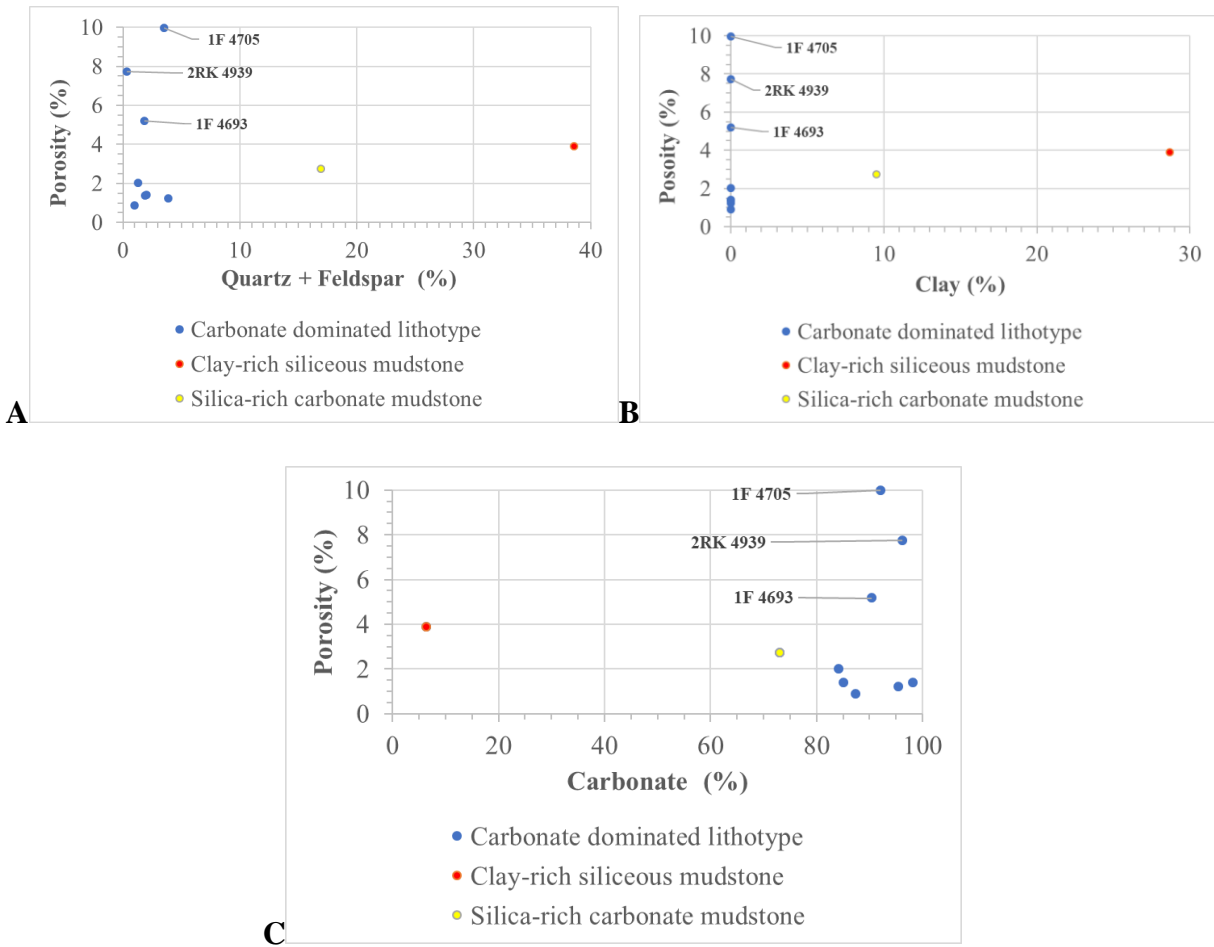 10
8
6
4
2
0
Porosity (%)
1F 4705
2RK 4939
1F 4693
0 10 20 30 40
Quartz + Feldspar (%)
Carbonate dominated lithotype
Clay-rich siliceous mudstone
Silica-rich carbonate mudstone
A
10
8
6
4
2
0
Posoity (%)
1F 4705
2RK 4939
1F 4693
0 10 20 30
Clay (%)
Carbonate dominated lithotype
Clay-rich siliceous mudstone
Silica-rich carbonate mudstone
B
10
8
6
4
2
0
Porosity (%)
1F 4705
2RK 4939
1F 4693
0 20 40 60 80 100
Carbonate (%)
Carbonate dominated lithotype
Clay-rich siliceous mudstone
Silica-rich carbonate mudstone
C